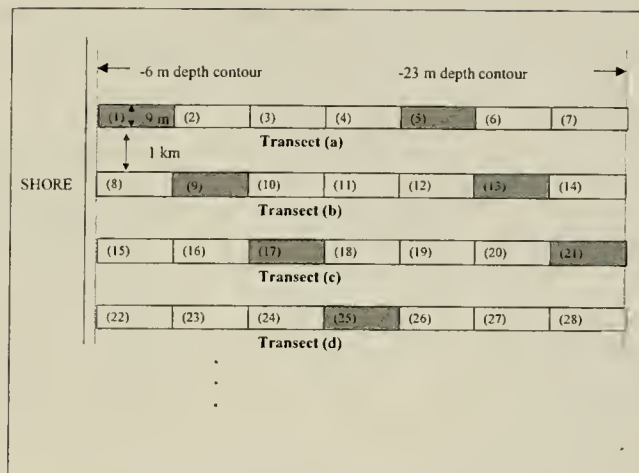 -6 m depth contour -23 m depth contour
(1) 9 m (2) (3) (4) (5) (6) (7)
Transect (a)
1 km
SHORE
(8) (9) (10) (11) (12) (13) (14)
Transect (b)
(15) (16) (17) (18) (19) (20) (21)
Transect (c)
(22) (23) (24) (25) (26) (27) (28)
Transect (d)